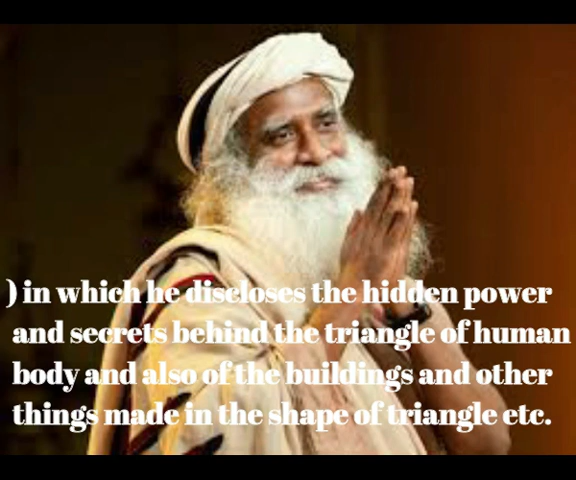 ) in which he discloses the hidden power
and secrets behind the triangle of human
body and also of the buildings and other
things made in the shape of triangle etc.